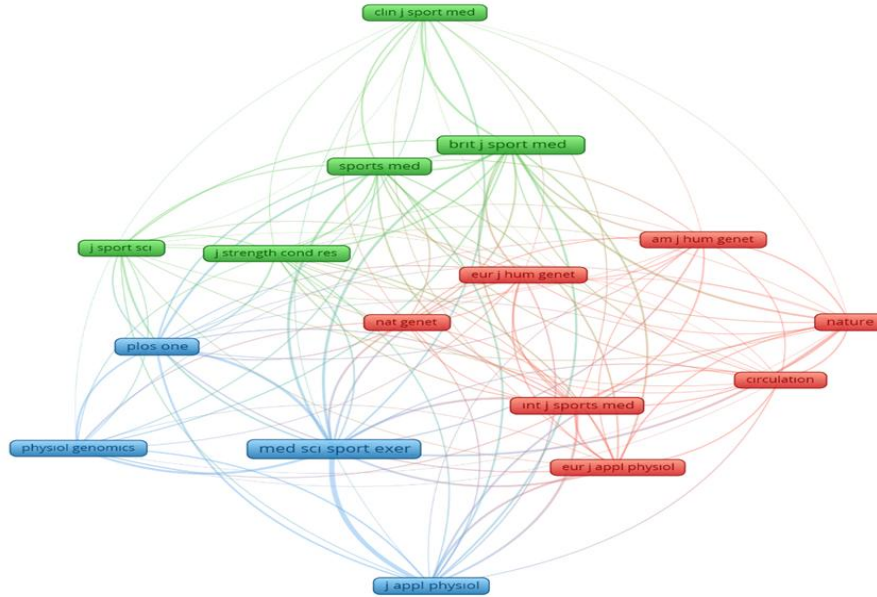 clin j sport med
brit j sport med
sports med
am j hum genet
j sport sci
j strength cond res
eur j hum genet
nat genet
nature
plos one
circulation
int j sports med
physiol genomics
med sci sport exer
eur j appl physiol
j appl physiol